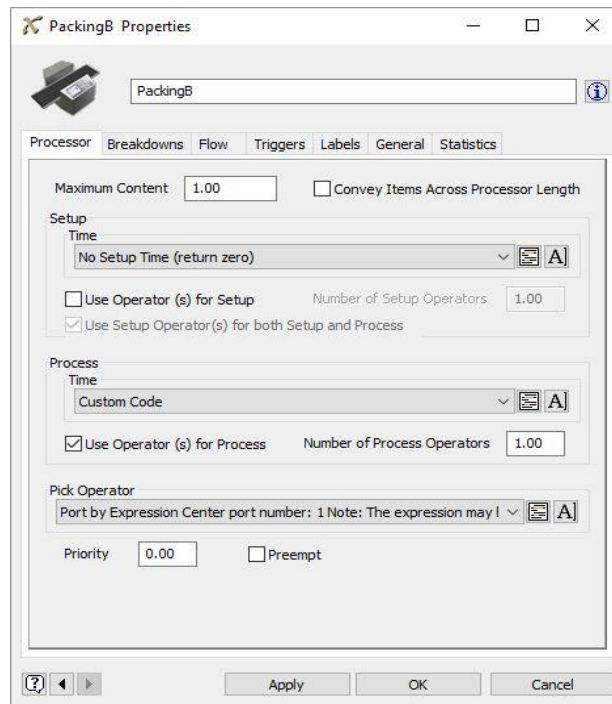 PackingB Properties
PackingB
Processor Breakdowns Flow Triggers Labels General Statistics
Maximum Content 1.00 Convey Items Across Processor Length
Setup
Time
No Setup Time (return zero)
Use Operator (s) for Setup Number of Setup Operators 1.00
Use Setup Operator(s) for both Setup and Process
Process
Time
Custom Code
Use Operator (s) for Process Number of Process Operators 1.00
Pick Operator
Port by Expression Center port number: 1 Note: The expression may
Priority 0.00 Preempt
Apply OK Cancel